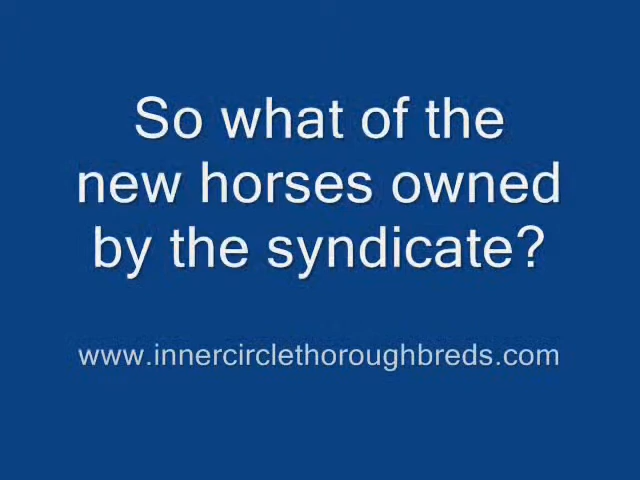 So what of the
new horses owned
by the syndicate?
www.innercirclethoroughbreds.com